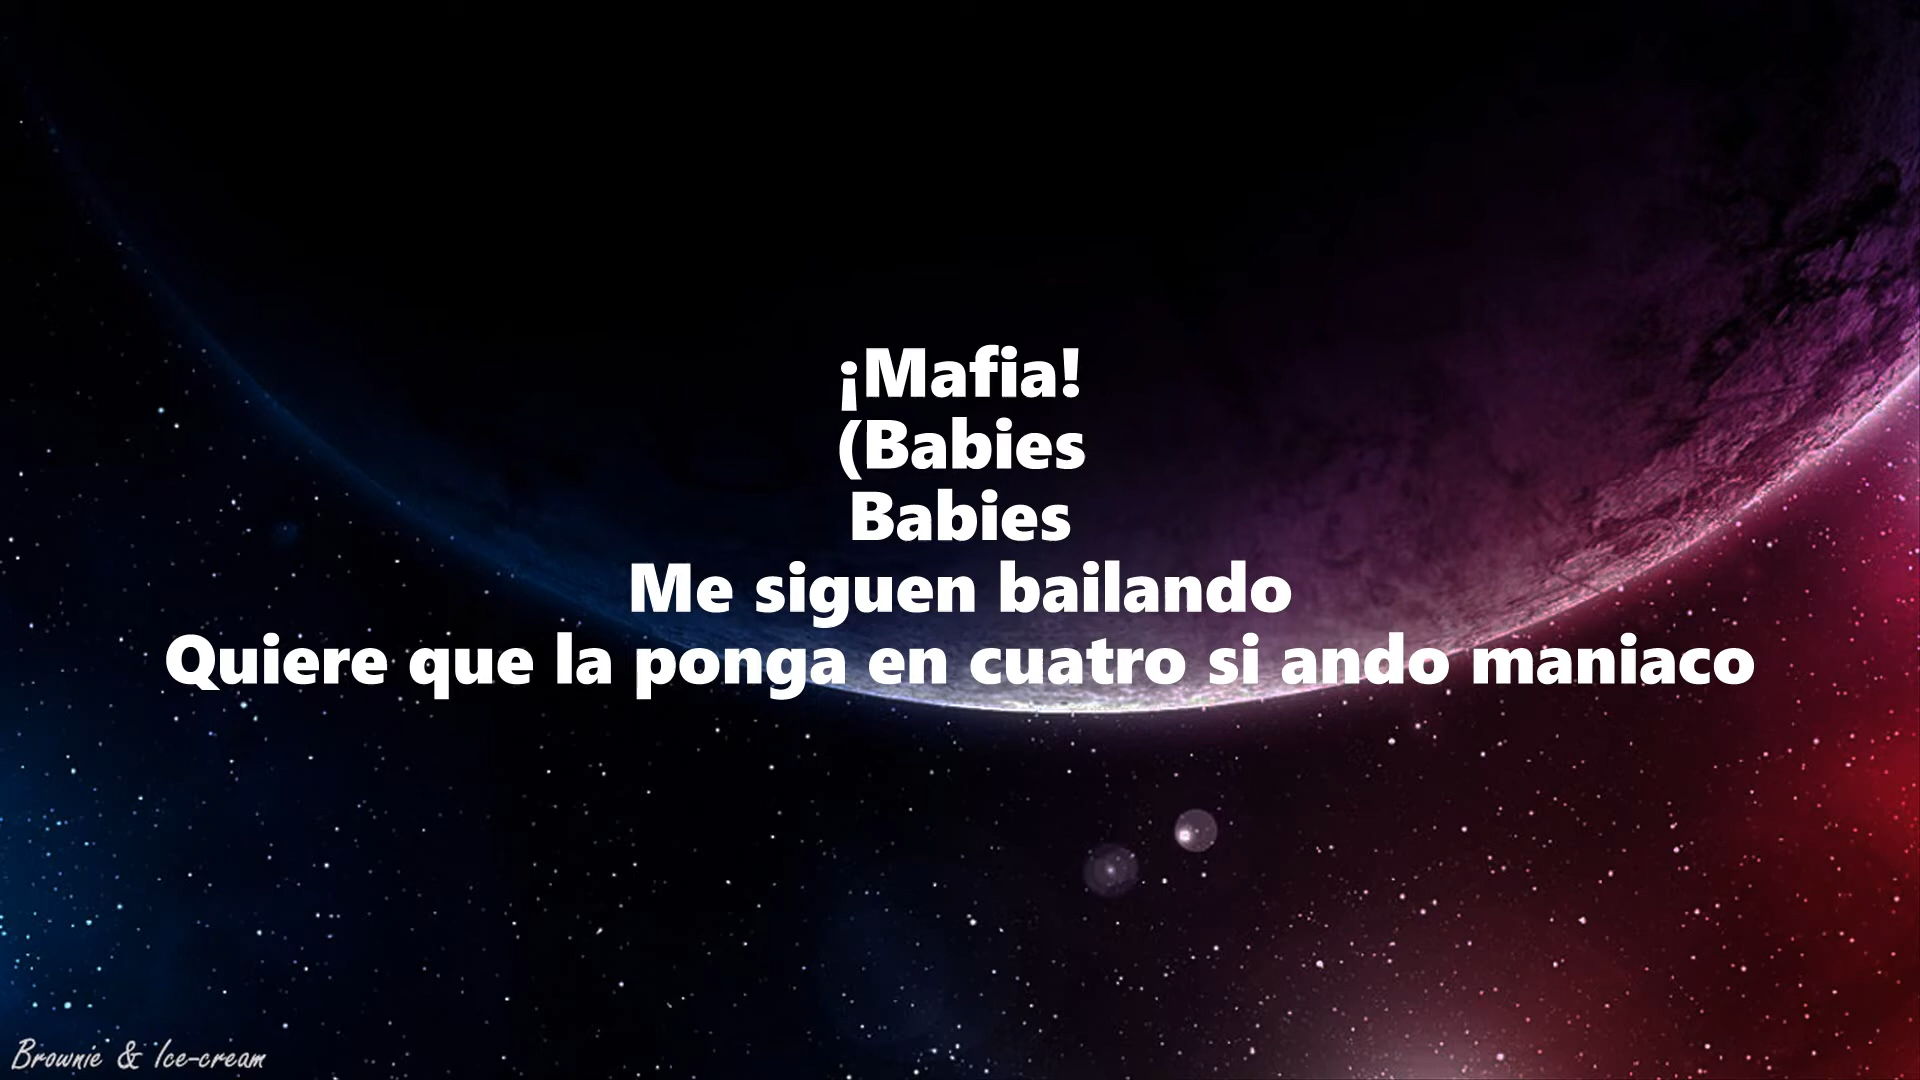 ¡Mafia!
(Babies
Babies
Me siguen bailando
Quiere que la ponga en cuatro si ando maniaco
Brownie & Ice-cream